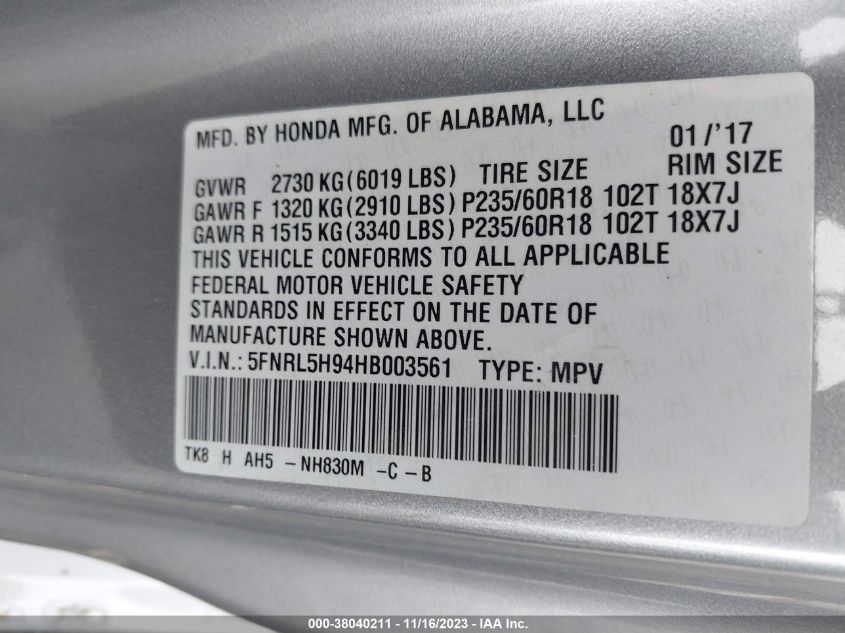 MFD. BY HONDA MFG. OF ALABAMA, LLC
01/'17
GVWR 2730 KG(6019 LBS) TIRE SIZE RIM SIZE
GAWR F 1320 KG(2910 LBS) P235/60R18 102T 18X7J
GAWR R 1515 KG(3340 LBS) P235/60R18 102T 18X7J
THIS VEHICLE CONFORMS TO ALL APPLICABLE
FEDERAL MOTOR VEHICLE SAFETY
STANDARDS IN EFFECT ON THE DATE OF
MANUFACTURE SHOWN ABOVE.
V.I.N.: 5FNRL5H94HB003561 TYPE: MPV
TK8 H AH5 -NH830M -C-B
000-38040211 - 11/16/2023 - IAA Inc.